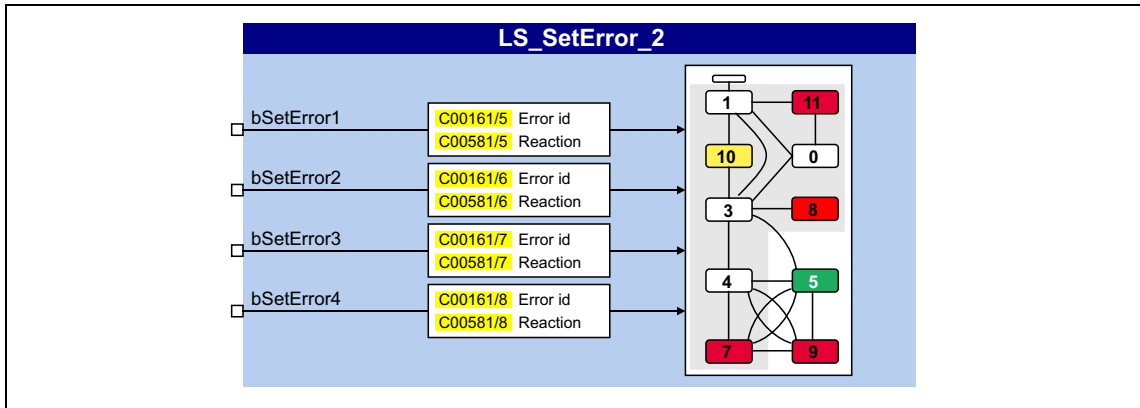 LS_SetError_2
bSetError1
C00161/5 Error id
C00581/5 Reaction
bSetError2
C00161/6 Error id
C00581/6 Reaction
bSetError3
C00161/7 Error id
C00581/7 Reaction
bSetError4
C00161/8 Error id
C00581/8 Reaction
1 11
10 0
3 8
4 5
7 9